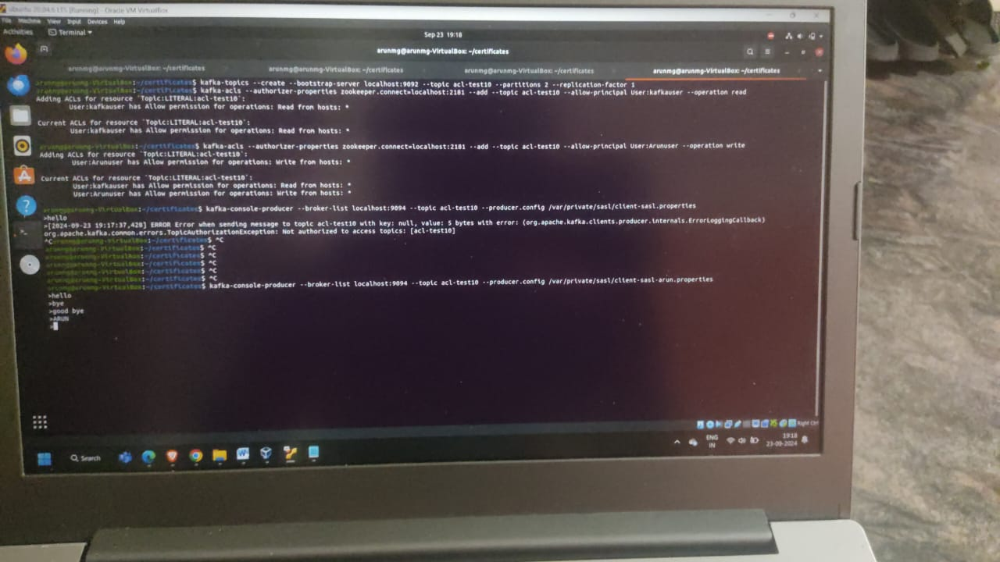 Ubuntu 20.04.6 LTS [Running] - Oracle VM VirtualBox
File Machine View Input Devices Help
Activities Terminal Sep 23 19:18
arunmg@arunmg-VirtualBox: ~/certificates
arunmg@arunmg-VirtualBox: ~/certificates arunmg@arunmg-VirtualBox: ~/certificates arunmg@arunmg-VirtualBox: ~/certificates arunmg@arunmg-VirtualBox: ~/certificates
arunmg@arunmg-VirtualBox:~/certificates$ kafka-topics --create --bootstrap-server localhost:9092 --topic acl-test10 --partitions 2 --replication-factor 1
arunmg@arunmg-VirtualBox:~/certificates$ kafka-acls --authorizer-properties zookeeper.connect=localhost:2181 --add --topic acl-test10 --allow-principal User:kafkauser --operation read
Adding ACLs for resource `Topic:LITERAL:acl-test10`:
User:kafkauser has Allow permission for operations: Read from hosts: *
Current ACLs for resource `Topic:LITERAL:acl-test10`:
User:kafkauser has Allow permission for operations: Read from hosts: *
arunmg@arunmg-VirtualBox:~/certificates$ kafka-acls --authorizer-properties zookeeper.connect=localhost:2181 --add --topic acl-test10 --allow-principal User:Arunuser --operation write
Adding ACLs for resource `Topic:LITERAL:acl-test10`:
User:Arunuser has Allow permission for operations: Write from hosts: *
Current ACLs for resource `Topic:LITERAL:acl-test10`:
User:kafkauser has Allow permission for operations: Read from hosts: *
User:Arunuser has Allow permission for operations: Write from hosts: *
arunmg@arunmg-VirtualBox:~/certificates$ kafka-console-producer --broker-list localhost:9094 --topic acl-test10 --producer.config /var/private/sasl/client-sasl.properties
>hello
>[2024-09-23 19:17:37,428] ERROR Error when sending message to topic acl-test10 with key: null, value: 5 bytes with error: (org.apache.kafka.clients.producer.internals.ErrorLoggingCallback)
org.apache.kafka.common.errors.TopicAuthorizationException: Not authorized to access topics: [acl-test10]
^Carunmg@arunmg-VirtualBox:~/certificates$ ^C
arunmg@arunmg-VirtualBox:~/certificates$ ^C
arunmg@arunmg-VirtualBox:~/certificates$ ^C
arunmg@arunmg-VirtualBox:~/certificates$ ^C
arunmg@arunmg-VirtualBox:~/certificates$ ^C
arunmg@arunmg-VirtualBox:~/certificates$ ^C
arunmg@arunmg-VirtualBox:~/certificates$ kafka-console-producer --broker-list localhost:9094 --topic acl-test10 --producer.config /var/private/sasl/client-sasl-arun.properties
>hello
>bye
>good bye
>ARUN
>
Right Ctrl
Search
ENG
IN
19:18
23-09-2024